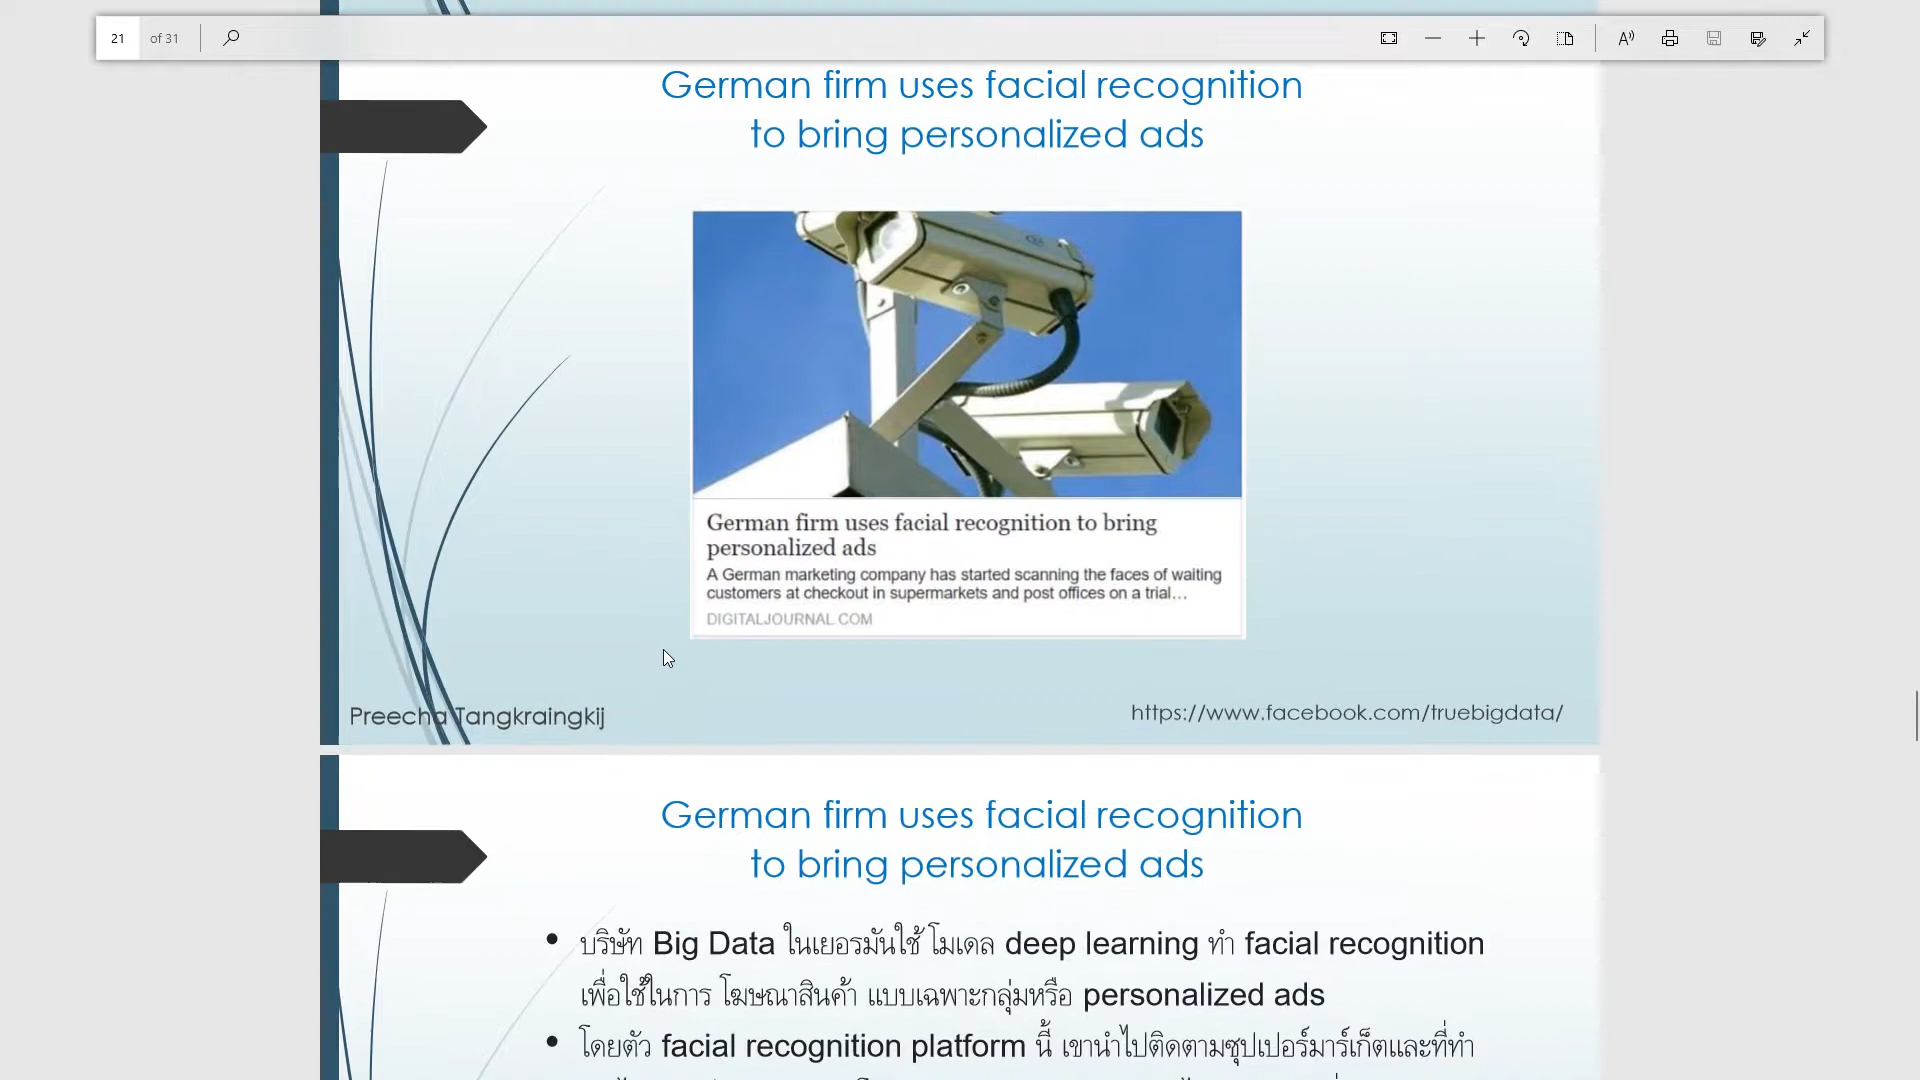 21 of 31
German firm uses facial recognition
to bring personalized ads
German firm uses facial recognition to bring
personalized ads
A German marketing company has started scanning the faces of waiting
customers at checkout in supermarkets and post offices on a trial...
DIGITALJOURNAL.COM
Preecha Tangkraingkij
https://www.facebook.com/truebigdata/
German firm uses facial recognition
to bring personalized ads
• บริษัท Big Data ในเยอรมันใช้ โมเดล deep learning ทำ facial recognition
เพื่อใช้ในการ โฆษณาสินค้า แบบเฉพาะกลุ่มหรือ personalized ads
• โดยตัว facial recognition platform นี้ เขานำไปติดตามซุปเปอร์มาร์เก็ตและที่ทำ